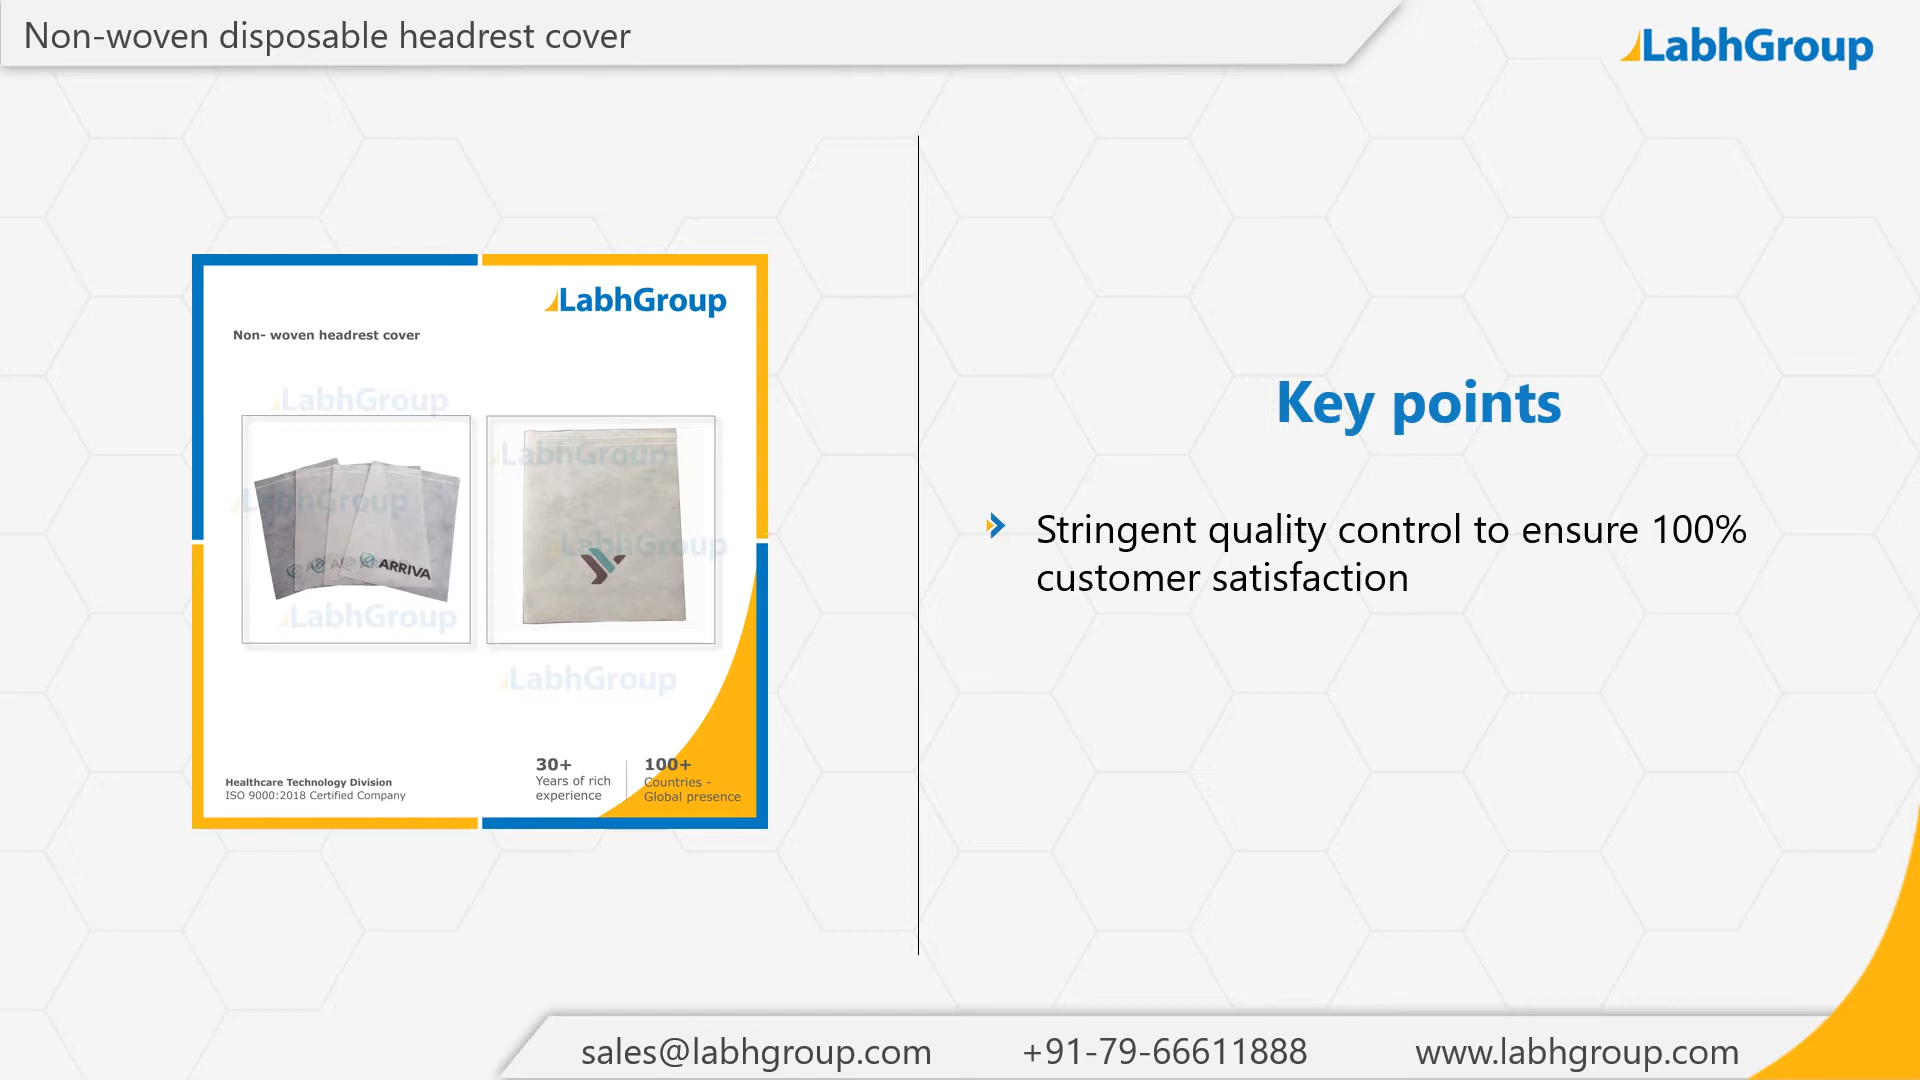 Non-woven disposable headrest cover
LabhGroup
LabhGroup
Non- woven headrest cover
LabhGroup
LabhGroup
LabhGroup
LabhGroup
ARRIVA
LabhGroup
LabhGroup
30+
Years of rich
experience
100+
Countries -
Global presence
Healthcare Technology Division
ISO 9000:2018 Certified Company
Key points
Stringent quality control to ensure 100%
customer satisfaction
sales@labhgroup.com
+91-79-66611888
www.labhgroup.com